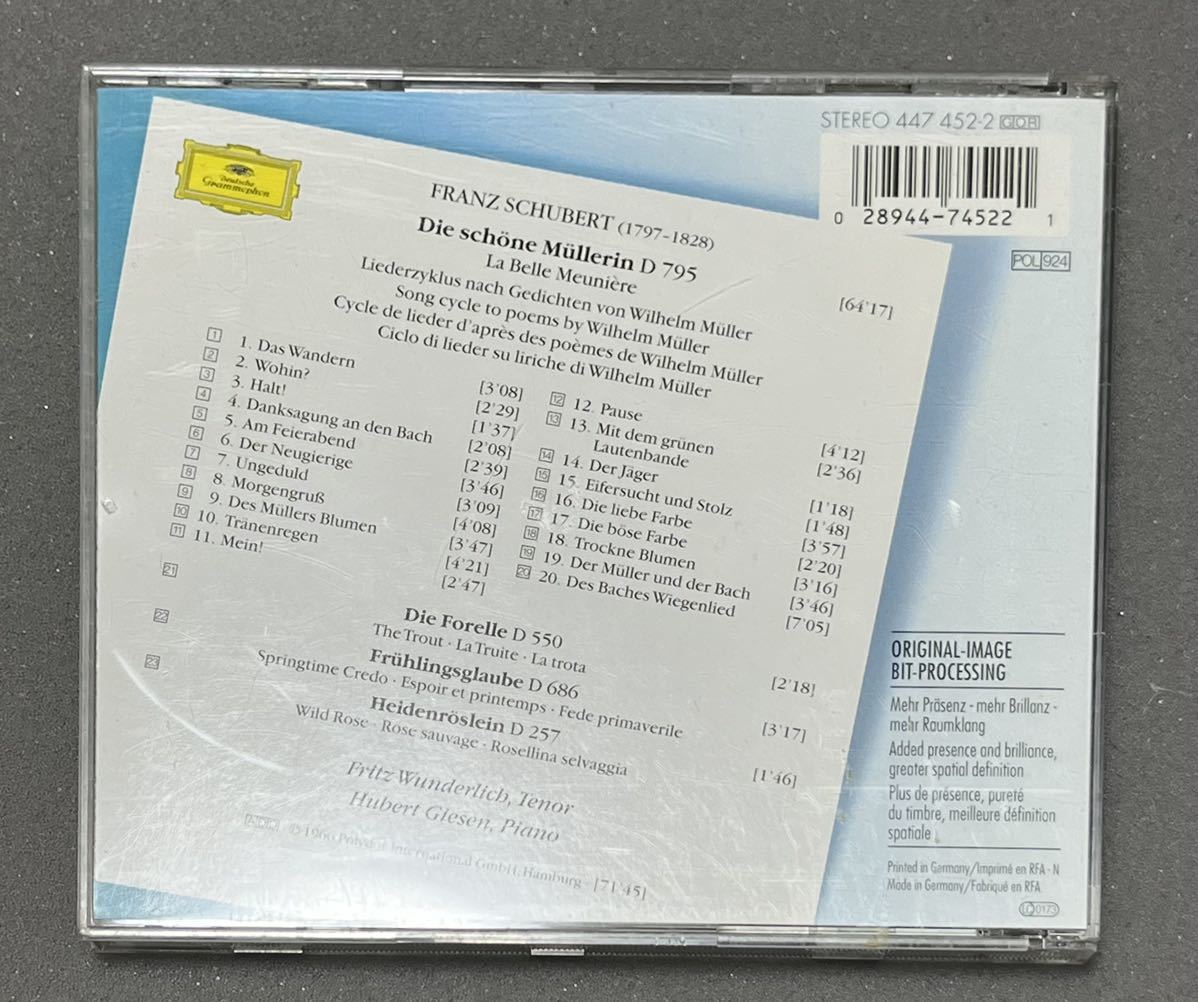 STEREO 447 452-2 GOR
0 28944-74522 1
POL 924
Deutsche
Grammophon
FRANZ SCHUBERT (1797-1828)
Die schöne Müllerin D 795 [64'17]
La Belle Meunière
Liederzyklus nach Gedichten von Wilhelm Müller
Song cycle to poems by Wilhelm Müller
Cycle de lieder d'après des poèmes de Wilhelm Müller
Ciclo di lieder su liriche di Wilhelm Müller
1 1. Das Wandern [3'08]
2 2. Wohin? [2'29]
3 3. Halt! [1'37]
4 4. Danksagung an den Bach [2'08]
5 5. Am Feierabend [2'39]
6 6. Der Neugierige [3'46]
7 7. Ungeduld [3'09]
8 8. Morgengruß [4'08]
9 9. Des Müllers Blumen [3'47]
10 10. Tränenregen [4'21]
11 11. Mein! [2'47]
12 12. Pause [4'12]
13 13. Mit dem grünen
Lautenbande [2'36]
14 14. Der Jäger [1'18]
15 15. Eifersucht und Stolz [1'48]
16 16. Die liebe Farbe [3'57]
17 17. Die böse Farbe [2'20]
18 18. Trockne Blumen [3'16]
19 19. Der Müller und der Bach [3'46]
20 20. Des Baches Wiegenlied [7'05]
21 Die Forelle D 550 [2'18]
The Trout · La Truite · La trota
22 Frühlingsglaube D 686 [3'17]
Springtime Credo · Espoir et printemps · Fede primaverile
23 Heidenröslein D 257 [1'46]
Wild Rose · Rose sauvage · Rosellina selvaggia
Fritz Wunderlich, Tenor
Hubert Giesen, Piano
ADD ℗ 1966 Polydor International GmbH, Hamburg · [71'45]
ORIGINAL-IMAGE
BIT-PROCESSING
Mehr Präsenz - mehr Brillanz -
mehr Raumklang
Added presence and brilliance,
greater spatial definition
Plus de présence, pureté
du timbre, meilleure définition
spatiale
Printed in Germany/Imprimé en RFA · N
Made in Germany/Fabriqué en RFA
LC 0173